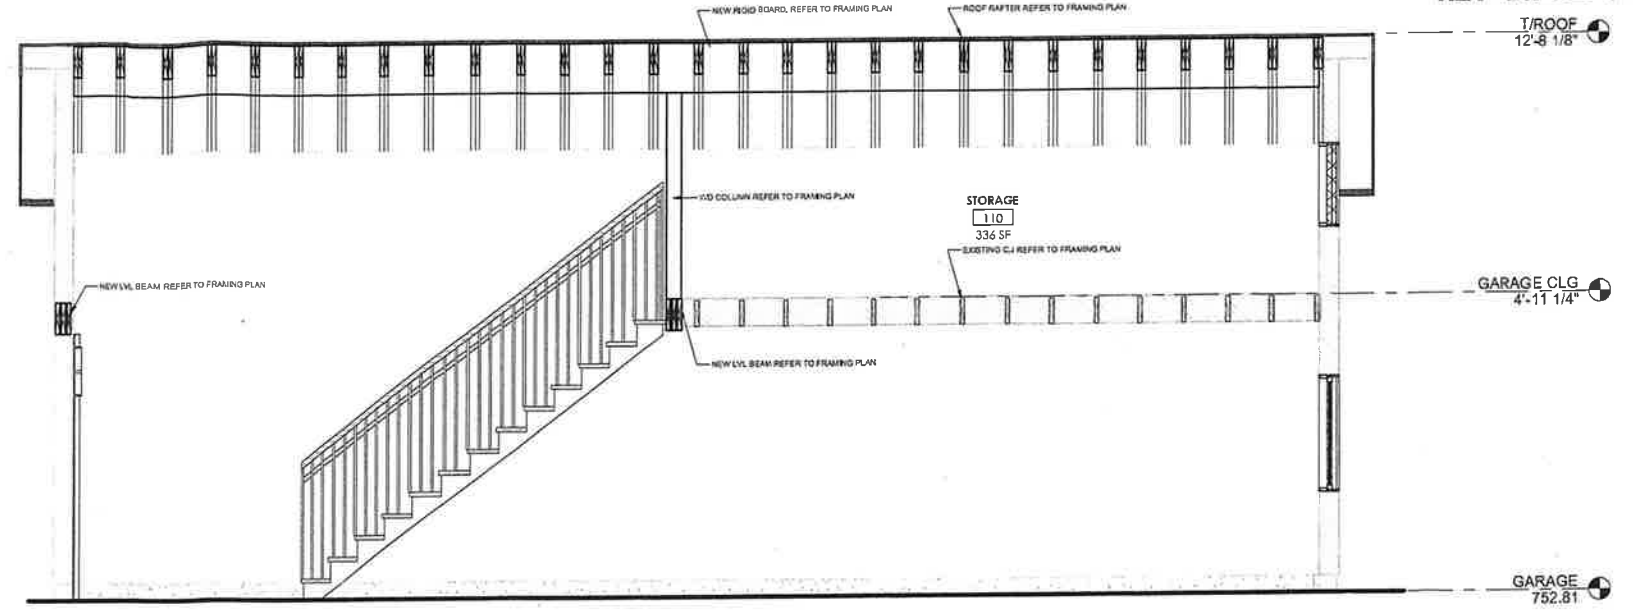 NEW RIGID BOARD, REFER TO FRAMING PLAN
ROOF RAFTER REFER TO FRAMING PLAN
T/ROOF
12'-8 1/8"
WD COLUMN REFER TO FRAMING PLAN
STORAGE
110
336 SF
EXISTING CJ REFER TO FRAMING PLAN
NEW LVL BEAM REFER TO FRAMING PLAN
GARAGE CLG
4'-11 1/4"
NEW LVL BEAM REFER TO FRAMING PLAN
GARAGE
752.81